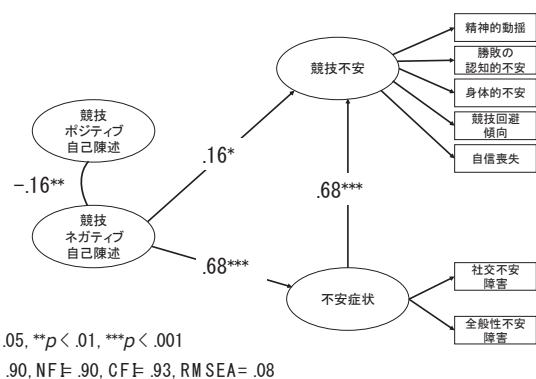 精神的動揺
勝敗の
認知的不安
身体的不安
競技回避
傾向
自信喪失
競技不安
競技
ポジティブ
自己陳述
-.16**
.16*
.68***
競技
ネガティブ
自己陳述
.68***
不安症状
社交不安
障害
全般性不安
障害
.05, **p< .01, ***p< .001
.90, NFI= .90, CFI= .93, RMSEA= .08